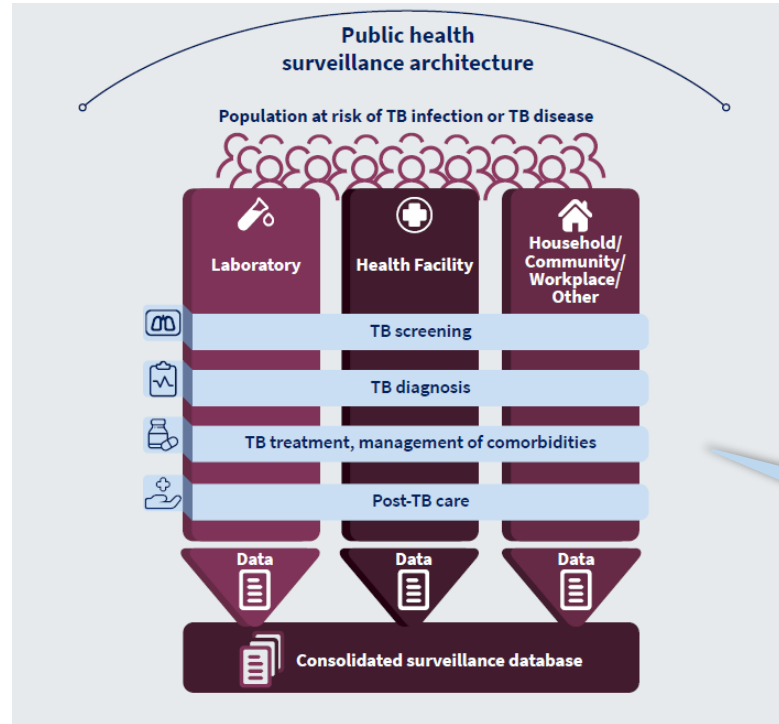 Public health
surveillance architecture
Population at risk of TB infection or TB disease
Laboratory
Health Facility
Household/
Community/
Workplace/
Other
TB screening
TB diagnosis
TB treatment, management of comorbidities
Post-TB care
Data
Data
Data
Consolidated surveillance database